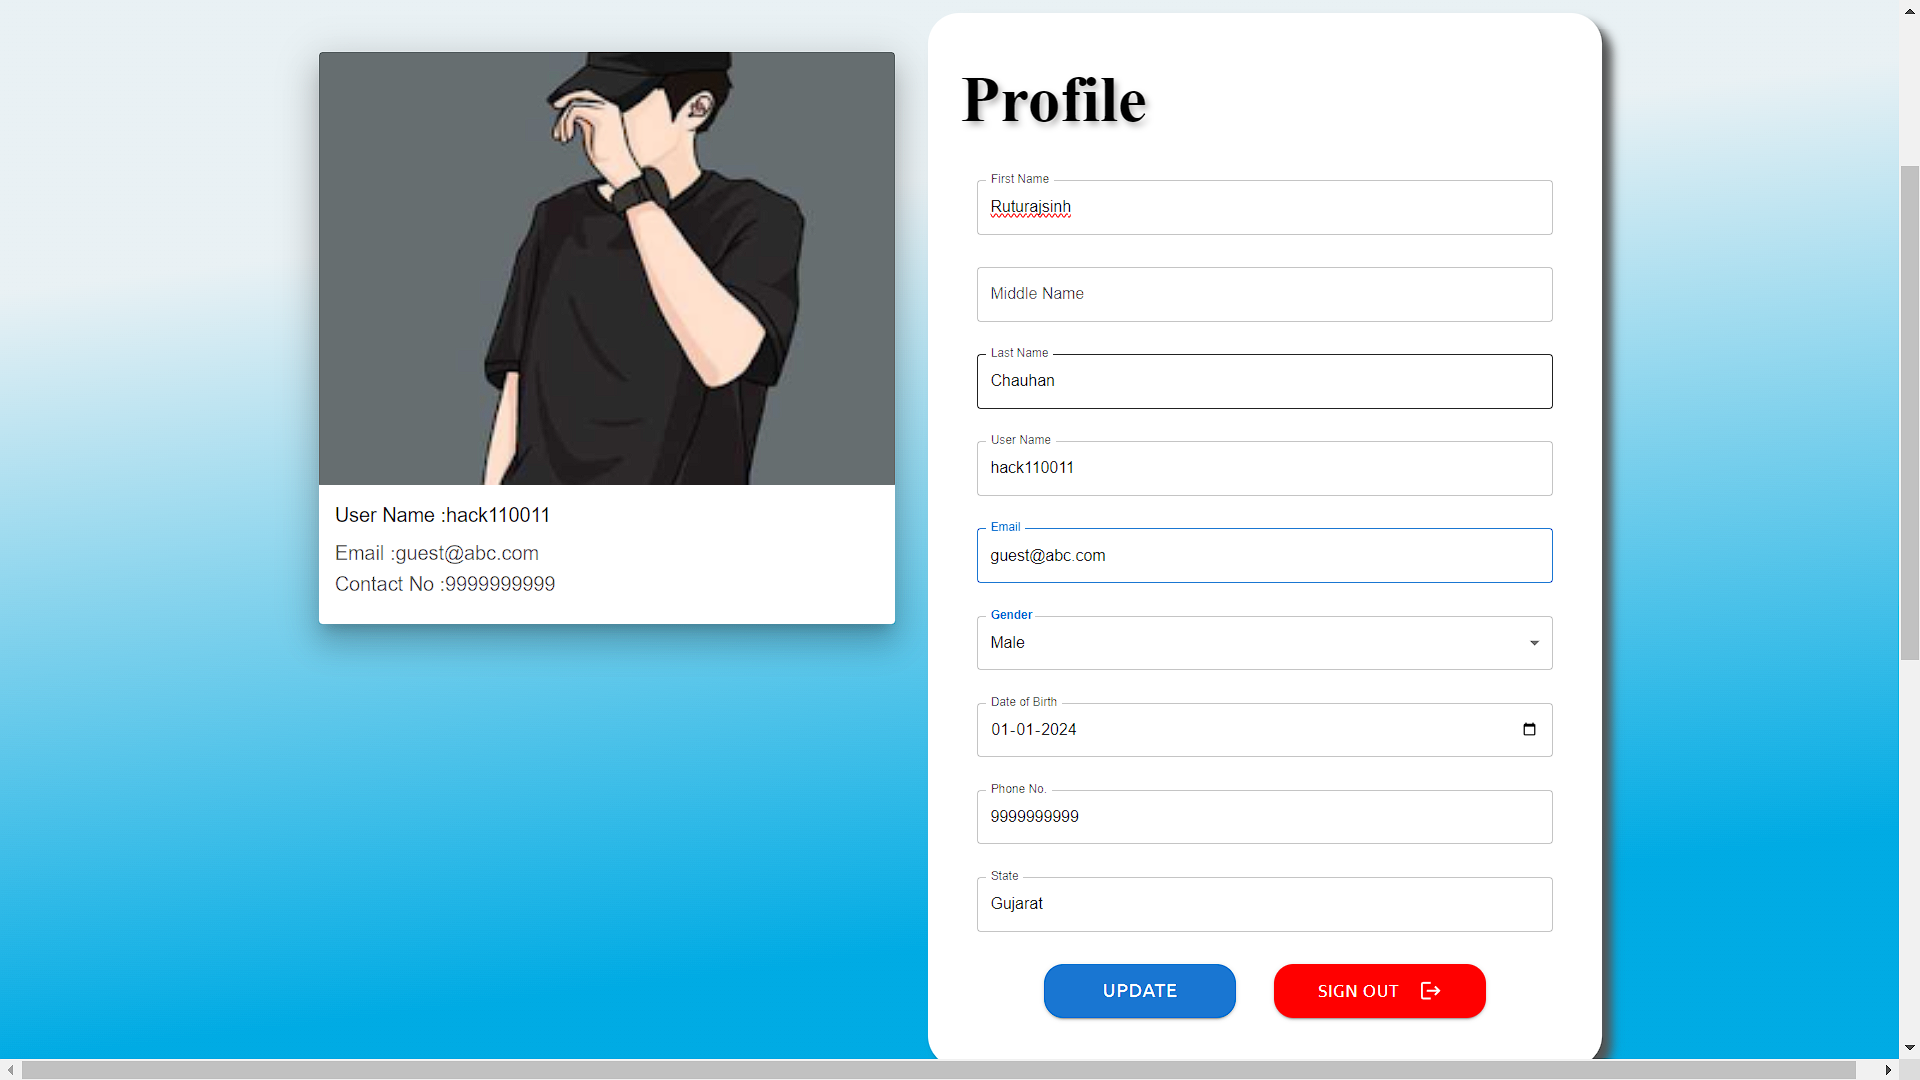 User Name :hack110011
Email :guest@abc.com
Contact No :9999999999
Profile
First Name
Ruturajsinh
Middle Name
Last Name
Chauhan
User Name
hack110011
Email
guest@abc.com
Gender
Male
Date of Birth
01-01-2024
Phone No.
9999999999
State
Gujarat
UPDATE
SIGN OUT